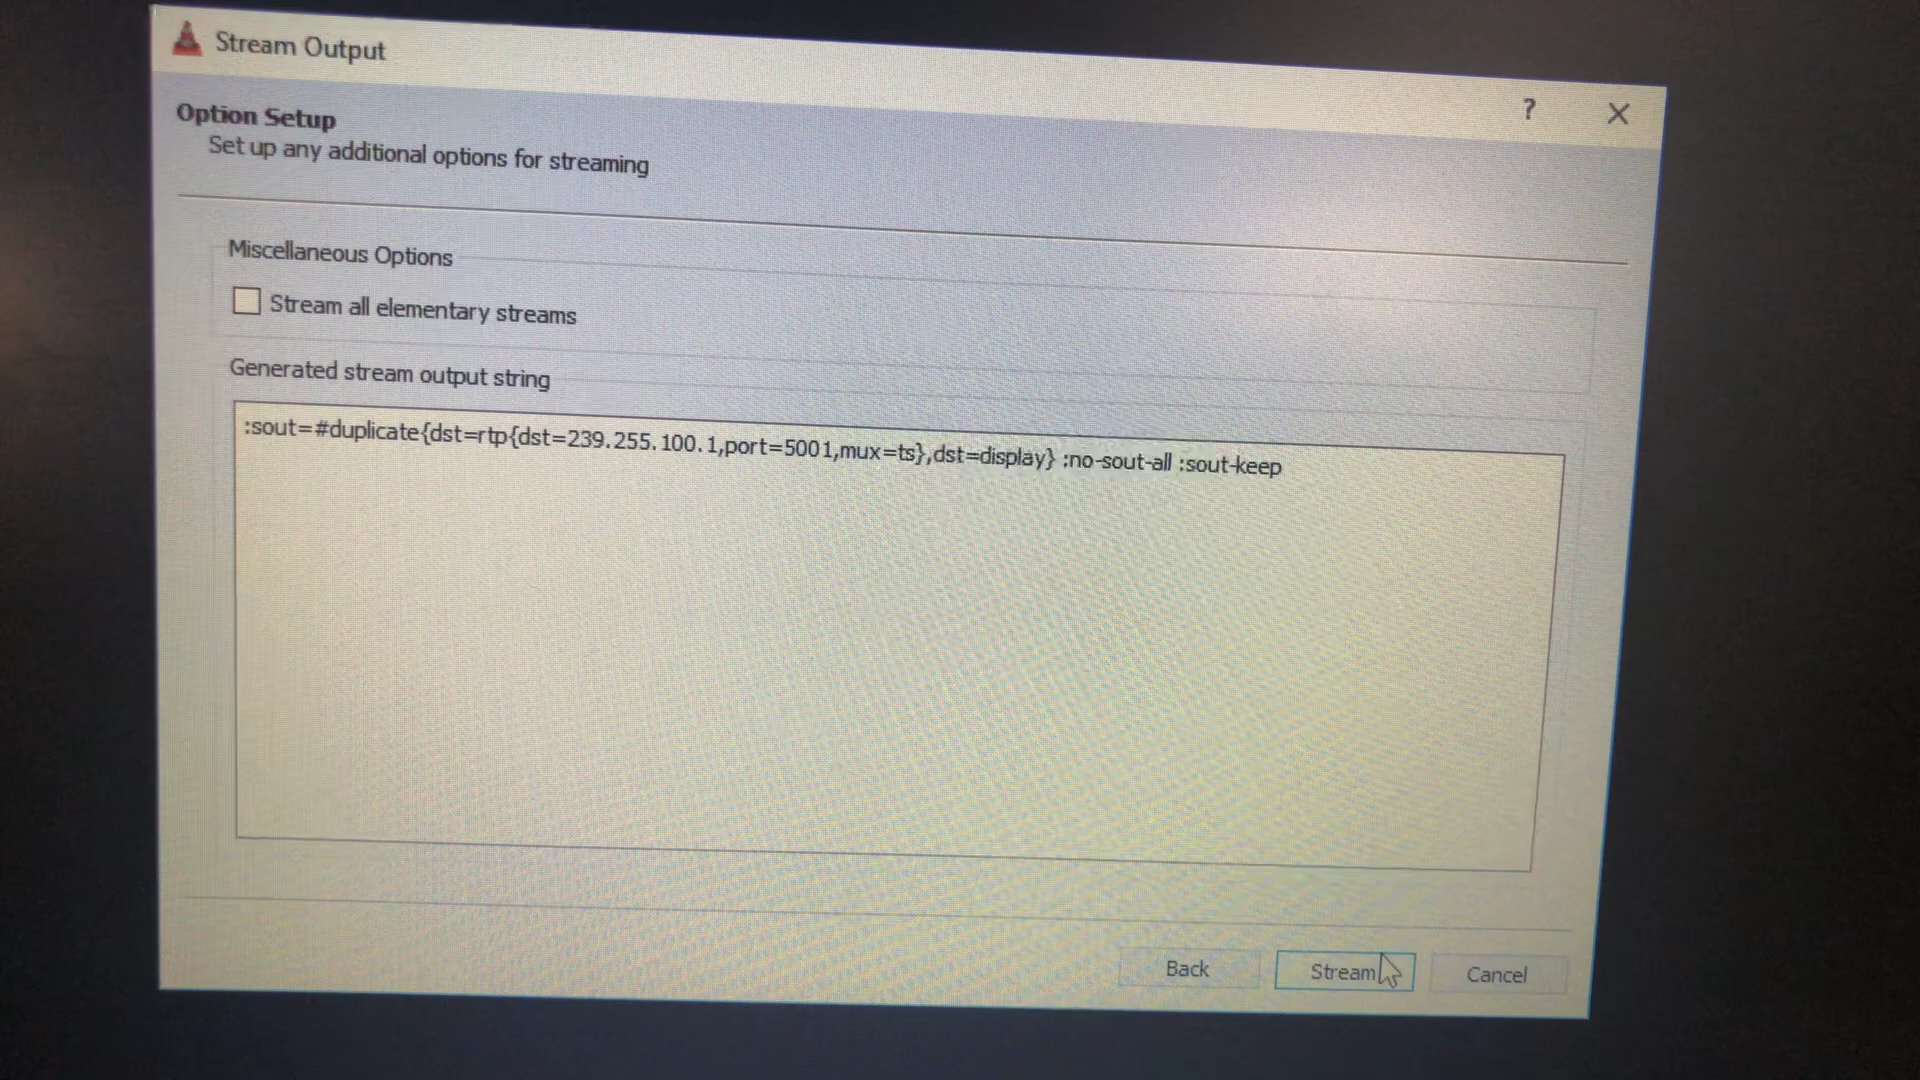 Stream Output
?
Option Setup
Set up any additional options for streaming
Miscellaneous Options
Stream all elementary streams
Generated stream output string
:sout=#duplicate{dst=rtp{dst=239.255.100.1,port=5001,mux=ts},dst=display} :no-sout-all :sout-keep
Back
Stream
Cancel